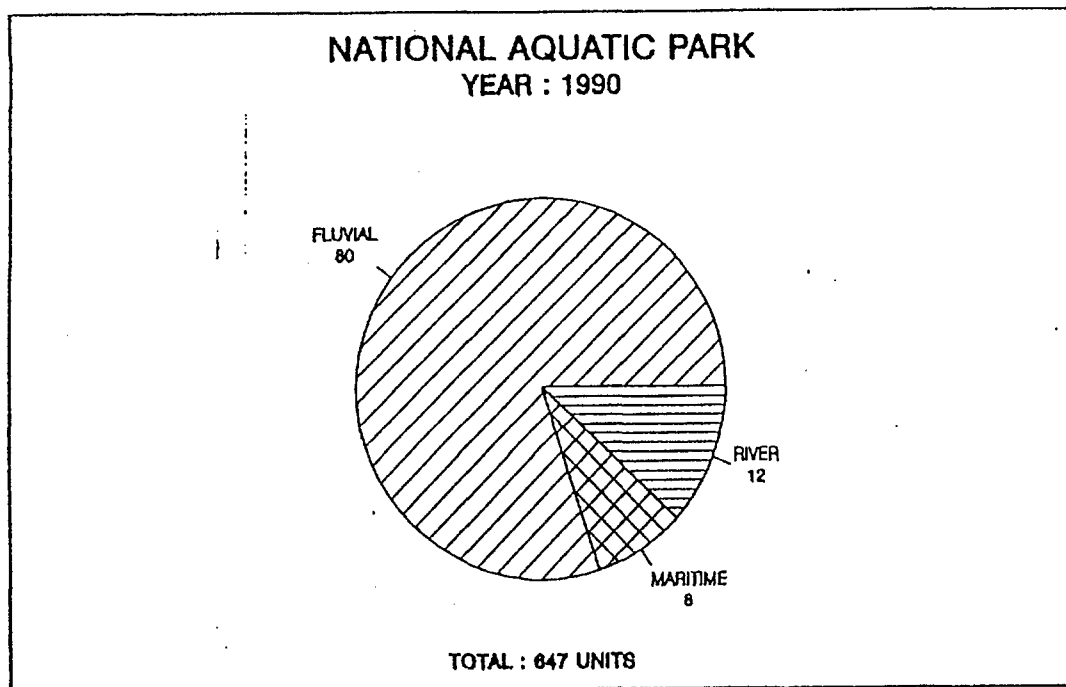 NATIONAL AQUATIC PARK
YEAR : 1990
FLUVIAL
80
RIVER
12
MARITIME
8
TOTAL : 647 UNITS